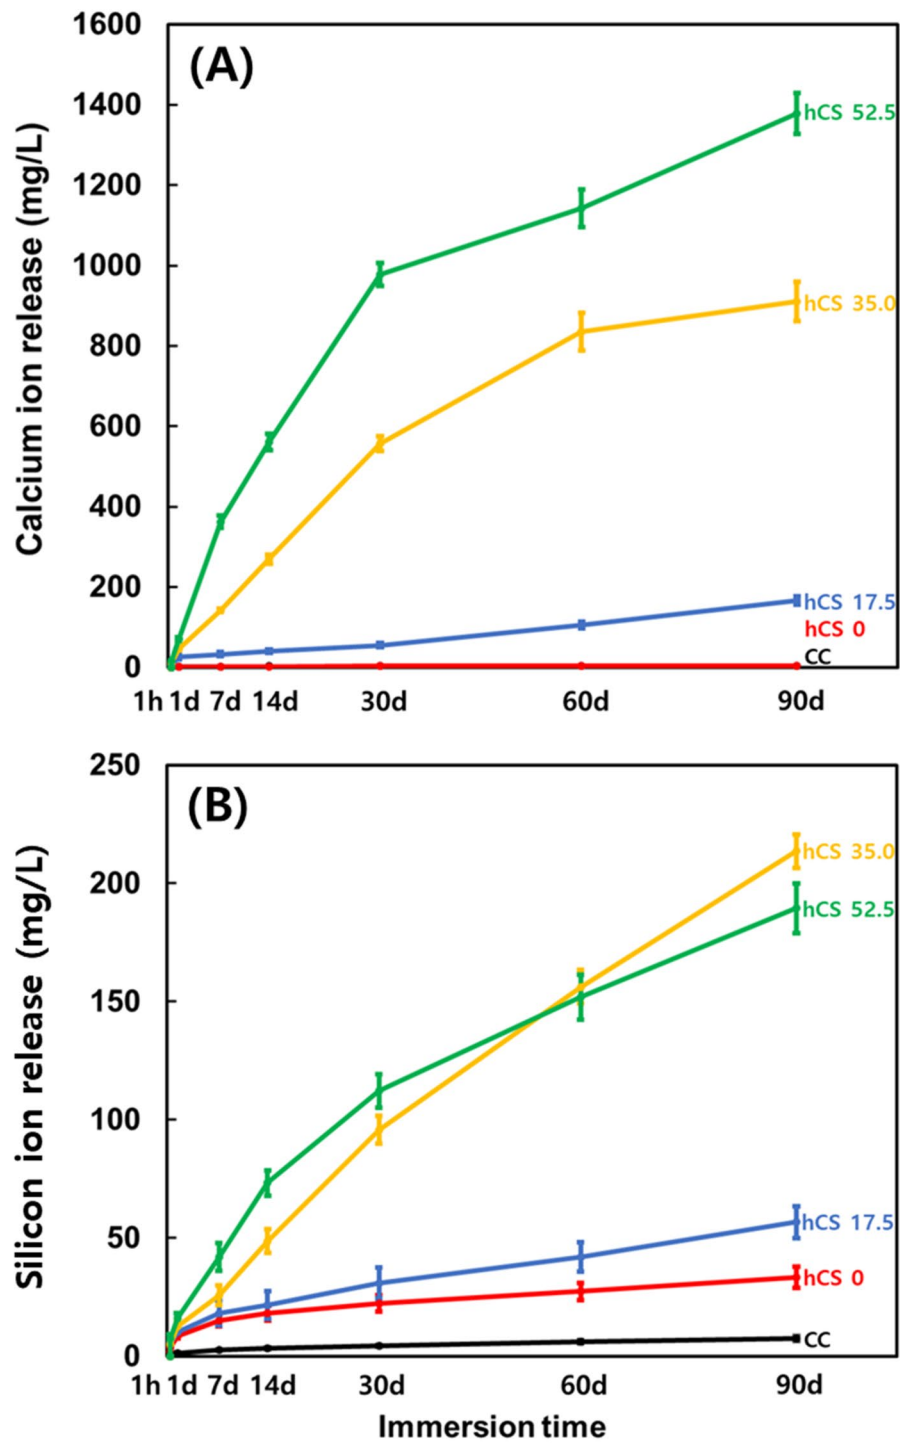 (A)
Calcium ion release (mg/L)
1600
1400
1200
1000
800
600
400
200
0
hCS 52.5
hCS 35.0
hCS 17.5
hCS 0
CC
1h 1d 7d 14d 30d 60d 90d
(B)
Silicon ion release (mg/L)
250
200
150
100
50
0
hCS 35.0
hCS 52.5
hCS 17.5
hCS 0
CC
1h 1d 7d 14d 30d 60d 90d
Immersion time